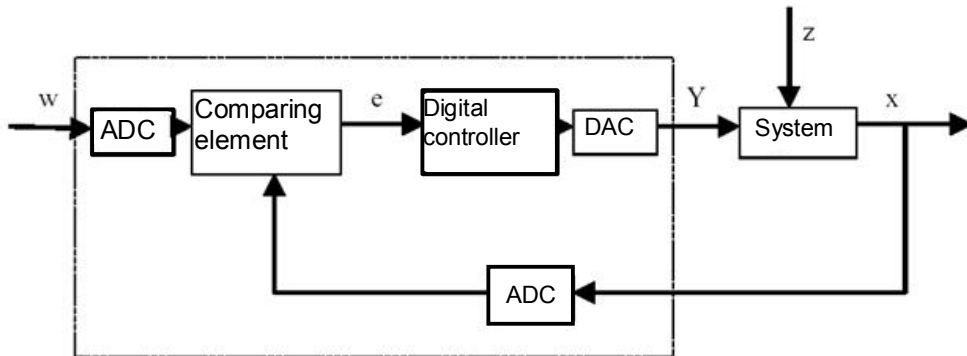 z
w
ADC
Comparing
element
e
Digital
controller
DAC
Y
System
x
ADC